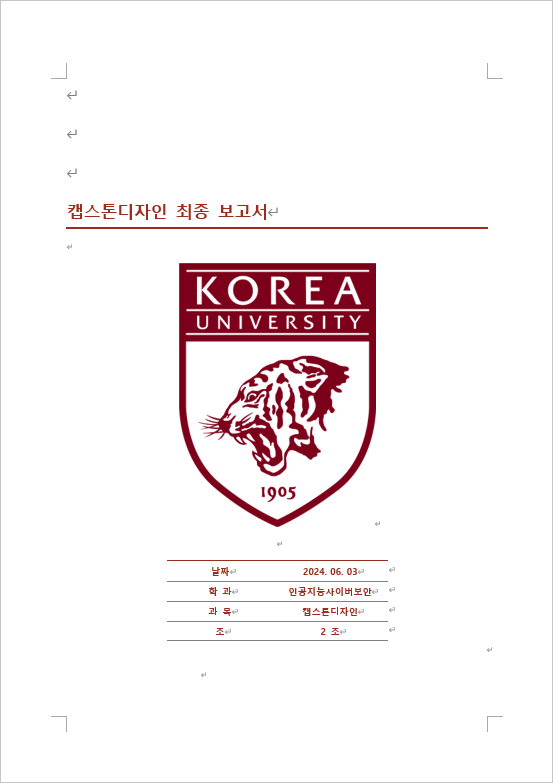 캡스톤디자인 최종 보고서
KOREA
UNIVERSITY
1905
날짜 2024. 06. 03
학 과 인공지능사이버보안
과 목 캡스톤디자인
조 2 조